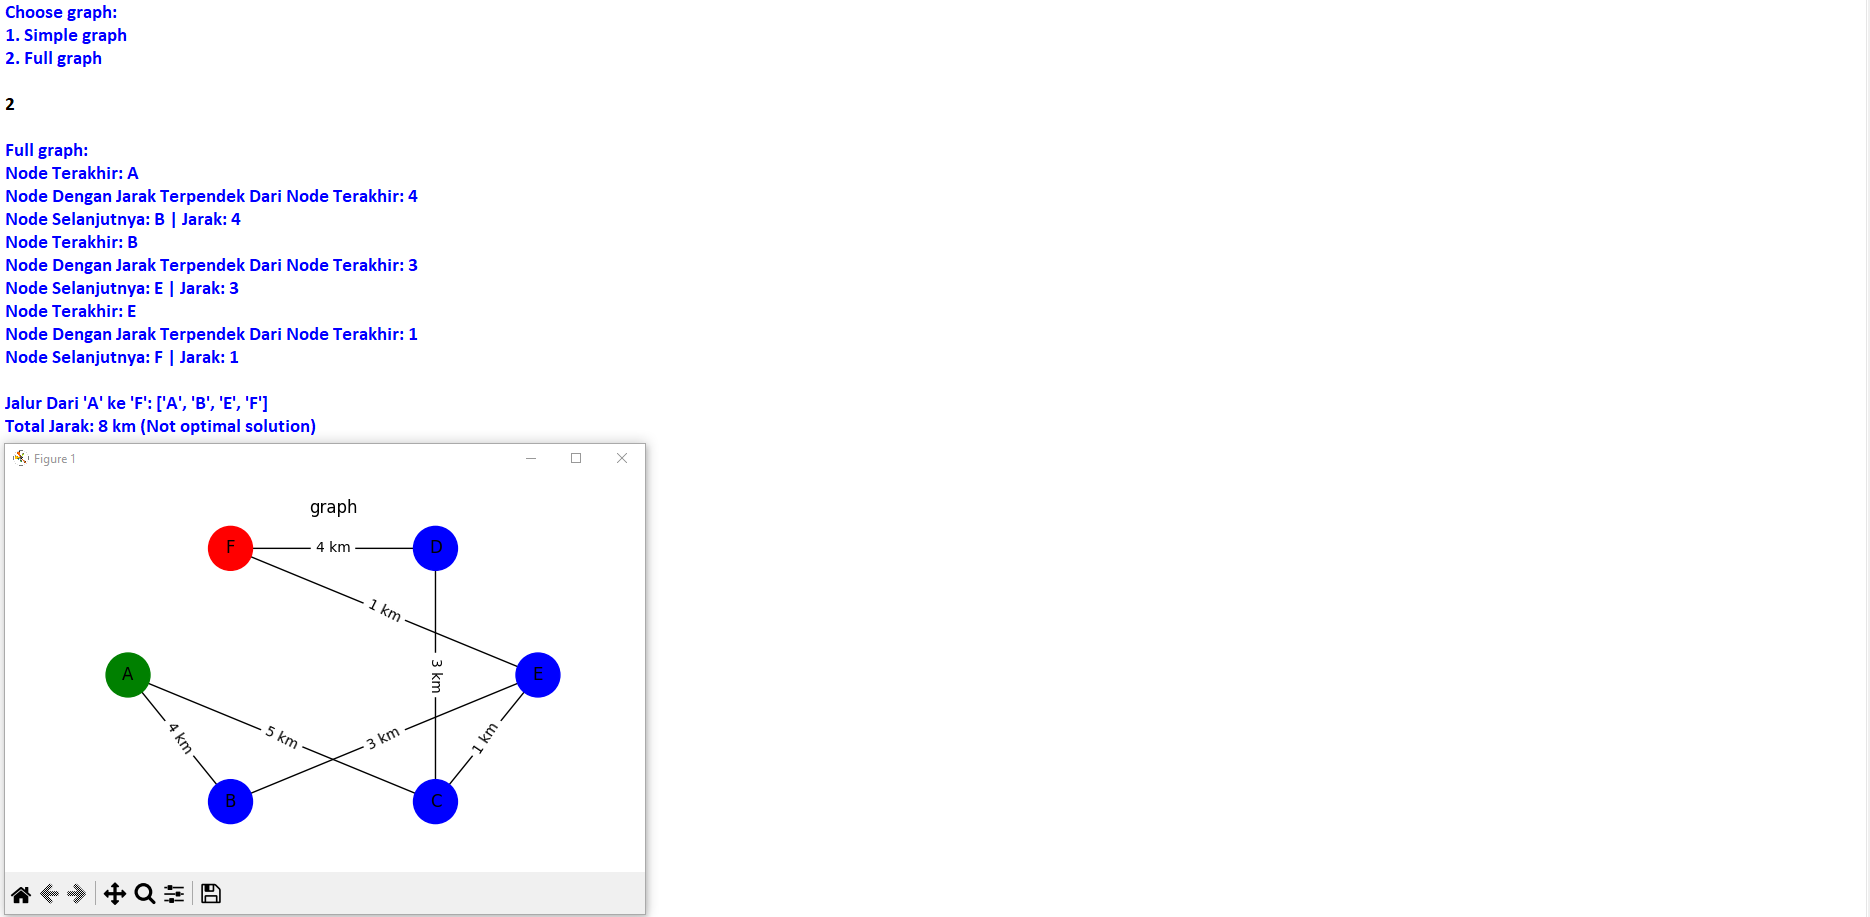 Choose graph:
1. Simple graph
2. Full graph
2
Full graph:
Node Terakhir: A
Node Dengan Jarak Terpendek Dari Node Terakhir: 4
Node Selanjutnya: B | Jarak: 4
Node Terakhir: B
Node Dengan Jarak Terpendek Dari Node Terakhir: 3
Node Selanjutnya: E | Jarak: 3
Node Terakhir: E
Node Dengan Jarak Terpendek Dari Node Terakhir: 1
Node Selanjutnya: F | Jarak: 1
Jalur Dari 'A' ke 'F': ['A', 'B', 'E', 'F']
Total Jarak: 8 km (Not optimal solution)
Figure 1
graph
F
4 km
D
1 km
A
3 km
E
4 km
5 km
3 km
1 km
B
C